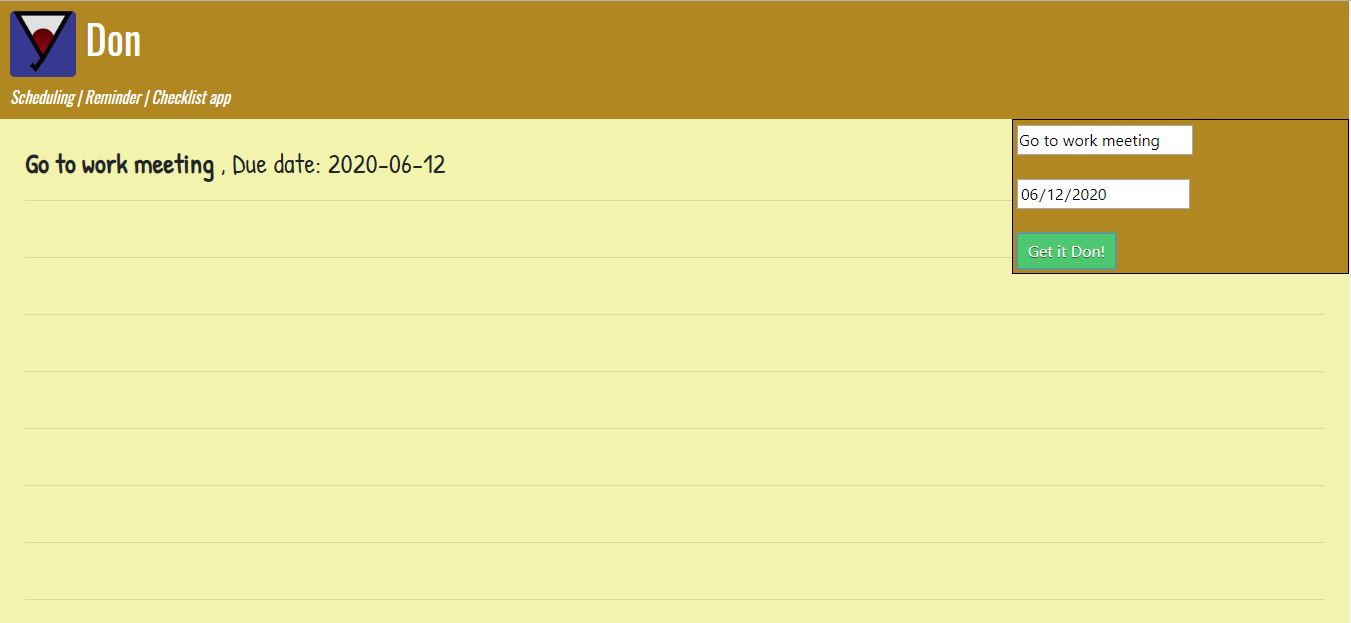 Don
Scheduling | Reminder | Checklist app
Go to work meeting , Due date: 2020-06-12
Go to work meeting
06/12/2020
Get it Don!